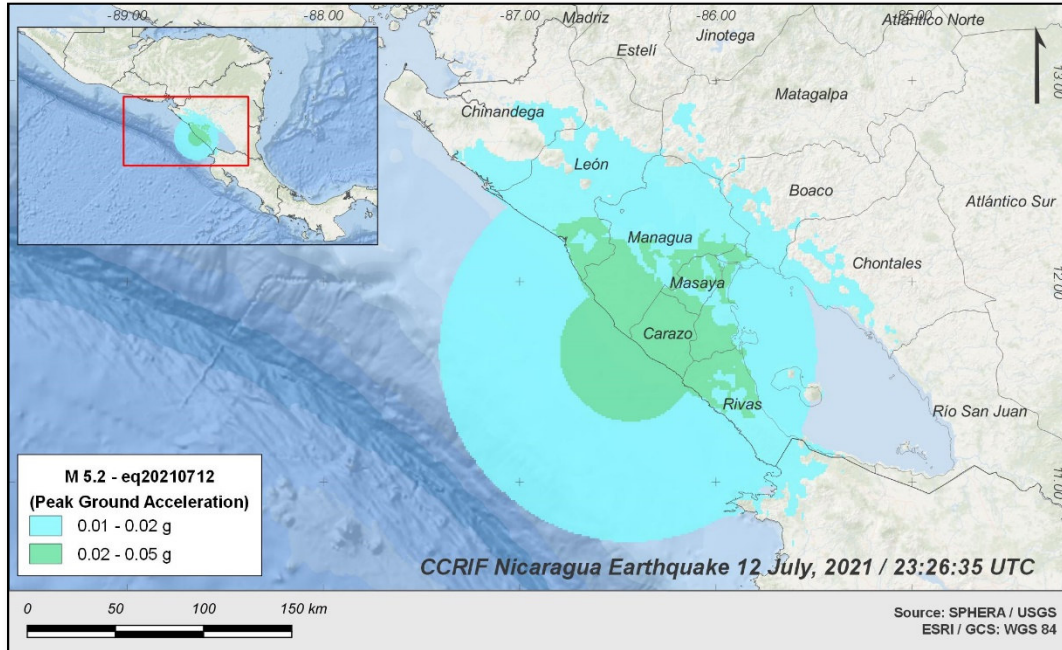 -89.00
-88.00
-87.00
-86.00
-85.00
Madriz
Atlántico Norte
Jinotega
Estelí
13.00
Matagalpa
Chinandega
León
Boaco
Atlántico Sur
Managua
Chontales
12.00
Masaya
Carazo
Rivas
Río San Juan
11.00
M 5.2 - eq20210712
(Peak Ground Acceleration)
0.01 - 0.02 g
0.02 - 0.05 g
CCRIF Nicaragua Earthquake 12 July, 2021 / 23:26:35 UTC
0 50 100 150 km
Source: SPHERA / USGS
ESRI / GCS: WGS 84